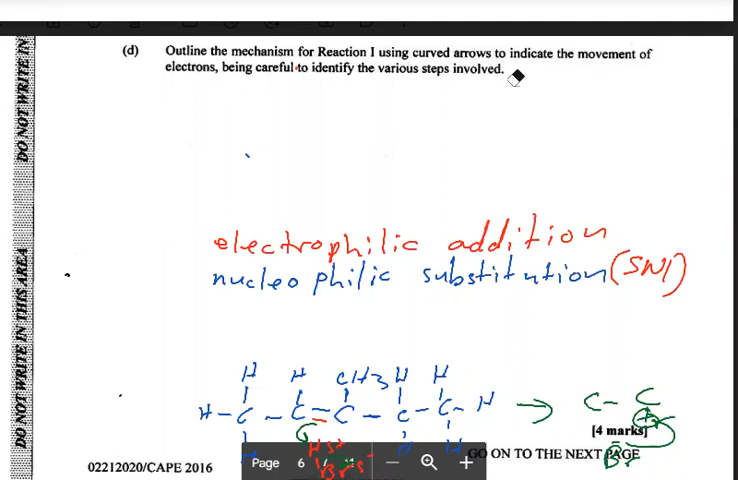 (d) Outline the mechanism for Reaction I using curved arrows to indicate the movement of
electrons, being careful to identify the various steps involved.
DO NOT WRITE IN
DO NOT WRITE IN THIS AREA
electrophilic addition
nucleophilic substitution (SN1)
H H CH3 H H
H - C - C = C - C - C - H → C - C
+
H H H
[4 marks]
Br
GO ON TO THE NEXT PAGE
02212020/CAPE 2016
Page 6 /